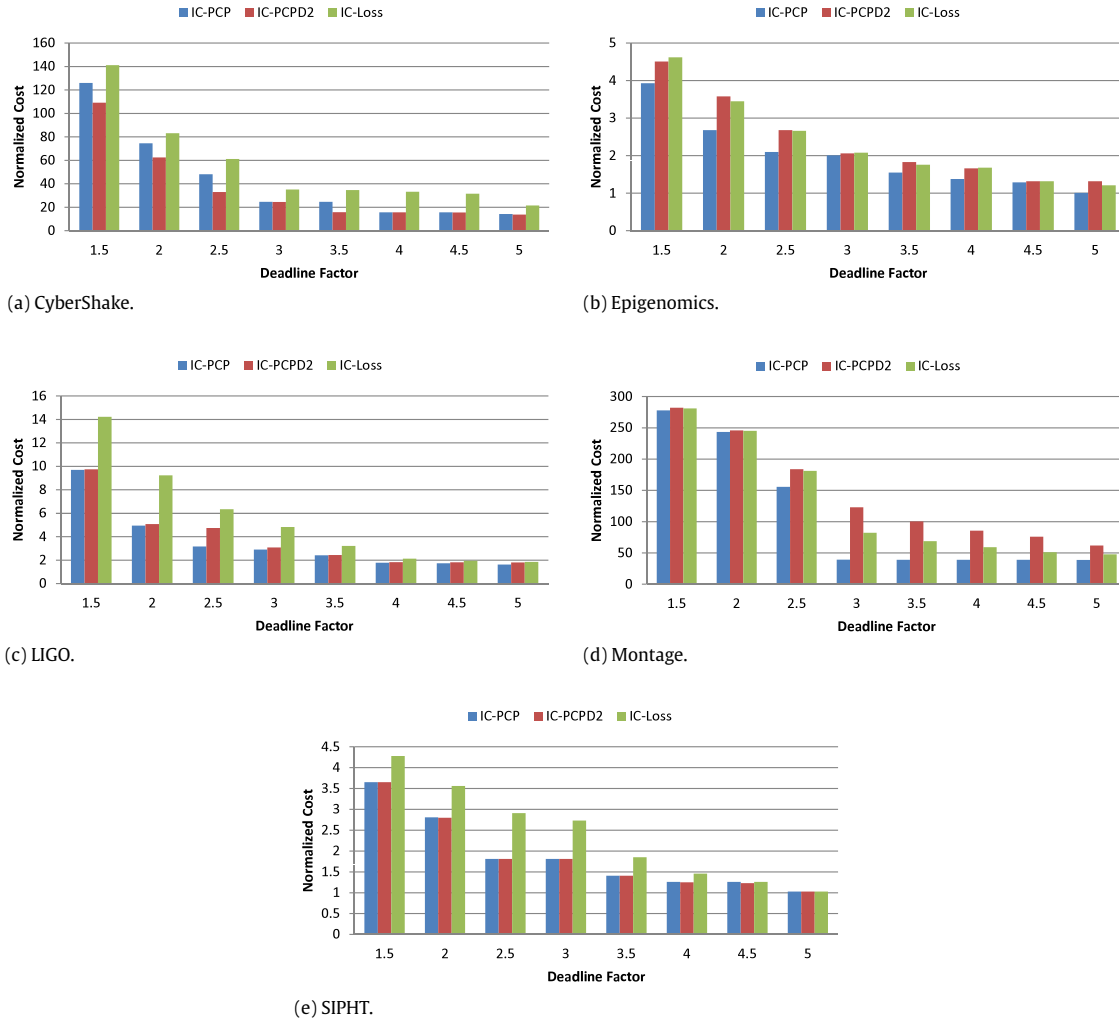 IC-PCP IC-PCPD2 IC-Loss
160
140
120
100
80
60
40
20
0
Normalized Cost
1.5 2 2.5 3 3.5 4 4.5 5
Deadline Factor
(a) CyberShake.
IC-PCP IC-PCPD2 IC-Loss
5
4
3
2
1
0
Normalized Cost
1.5 2 2.5 3 3.5 4 4.5 5
Deadline Factor
(b) Epigenomics.
IC-PCP IC-PCPD2 IC-Loss
16
14
12
10
8
6
4
2
0
Normalized Cost
1.5 2 2.5 3 3.5 4 4.5 5
Deadline Factor
(c) LIGO.
IC-PCP IC-PCPD2 IC-Loss
300
250
200
150
100
50
0
Normalized Cost
1.5 2 2.5 3 3.5 4 4.5 5
Deadline Factor
(d) Montage.
IC-PCP IC-PCPD2 IC-Loss
4.5
4
3.5
3
2.5
2
1.5
1
0.5
0
Normalized Cost
1.5 2 2.5 3 3.5 4 4.5 5
Deadline Factor
(e) SIPHT.